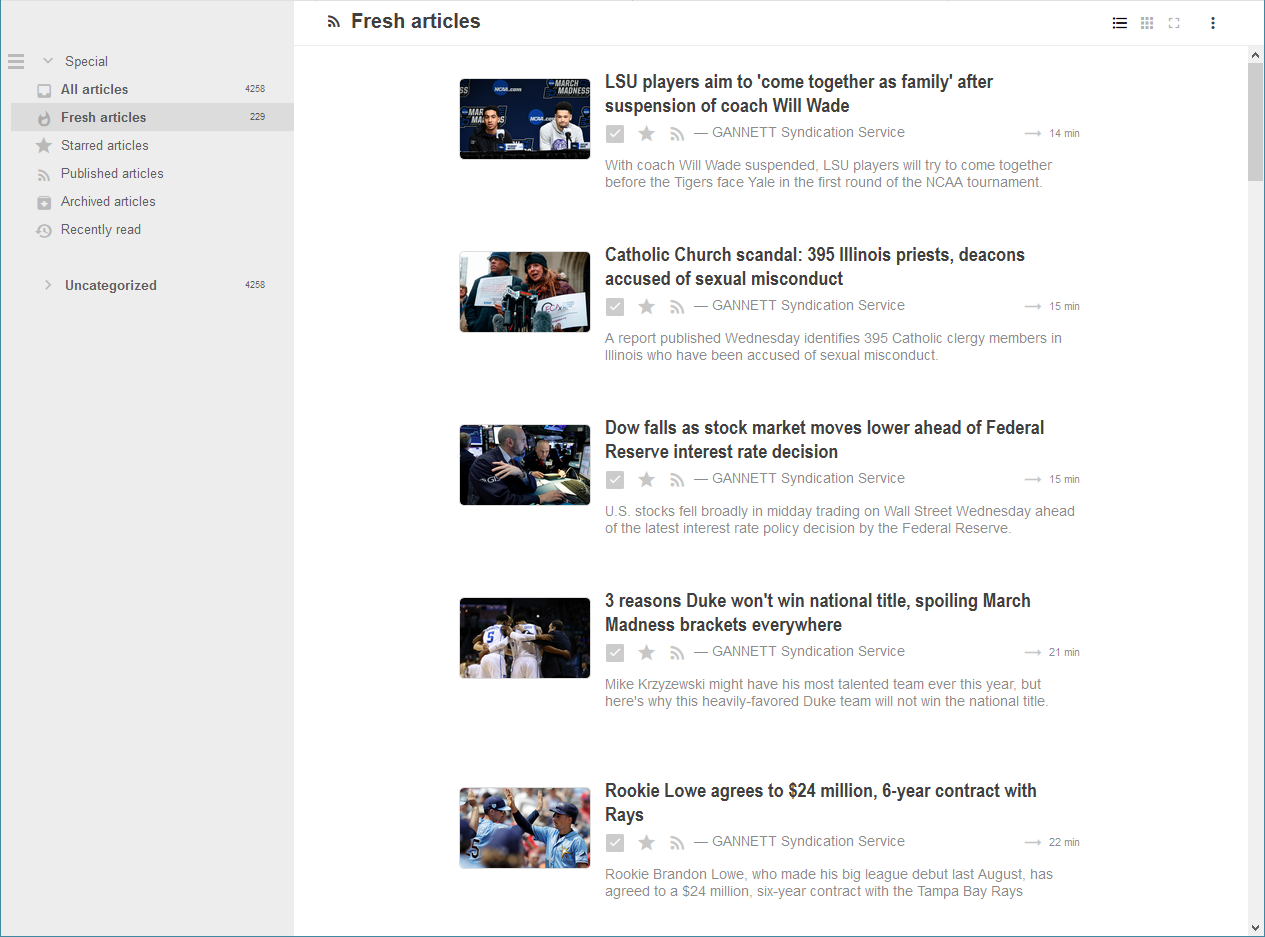 Fresh articles
Special
All articles 4258
Fresh articles 229
Starred articles
Published articles
Archived articles
Recently read
Uncategorized 4258
MARCH
MADNESS
NCAA.com
LSU players aim to 'come together as family' after
suspension of coach Will Wade
— GANNETT Syndication Service 14 min
With coach Will Wade suspended, LSU players will try to come together
before the Tigers face Yale in the first round of the NCAA tournament.
Catholic Church scandal: 395 Illinois priests, deacons
accused of sexual misconduct
— GANNETT Syndication Service 15 min
A report published Wednesday identifies 395 Catholic clergy members in
Illinois who have been accused of sexual misconduct.
Dow falls as stock market moves lower ahead of Federal
Reserve interest rate decision
— GANNETT Syndication Service 15 min
U.S. stocks fell broadly in midday trading on Wall Street Wednesday ahead
of the latest interest rate policy decision by the Federal Reserve.
5
3 reasons Duke won't win national title, spoiling March
Madness brackets everywhere
— GANNETT Syndication Service 21 min
Mike Krzyzewski might have his most talented team ever this year, but
here's why this heavily-favored Duke team will not win the national title.
Rookie Lowe agrees to $24 million, 6-year contract with
Rays
— GANNETT Syndication Service 22 min
Rookie Brandon Lowe, who made his big league debut last August, has
agreed to a $24 million, six-year contract with the Tampa Bay Rays